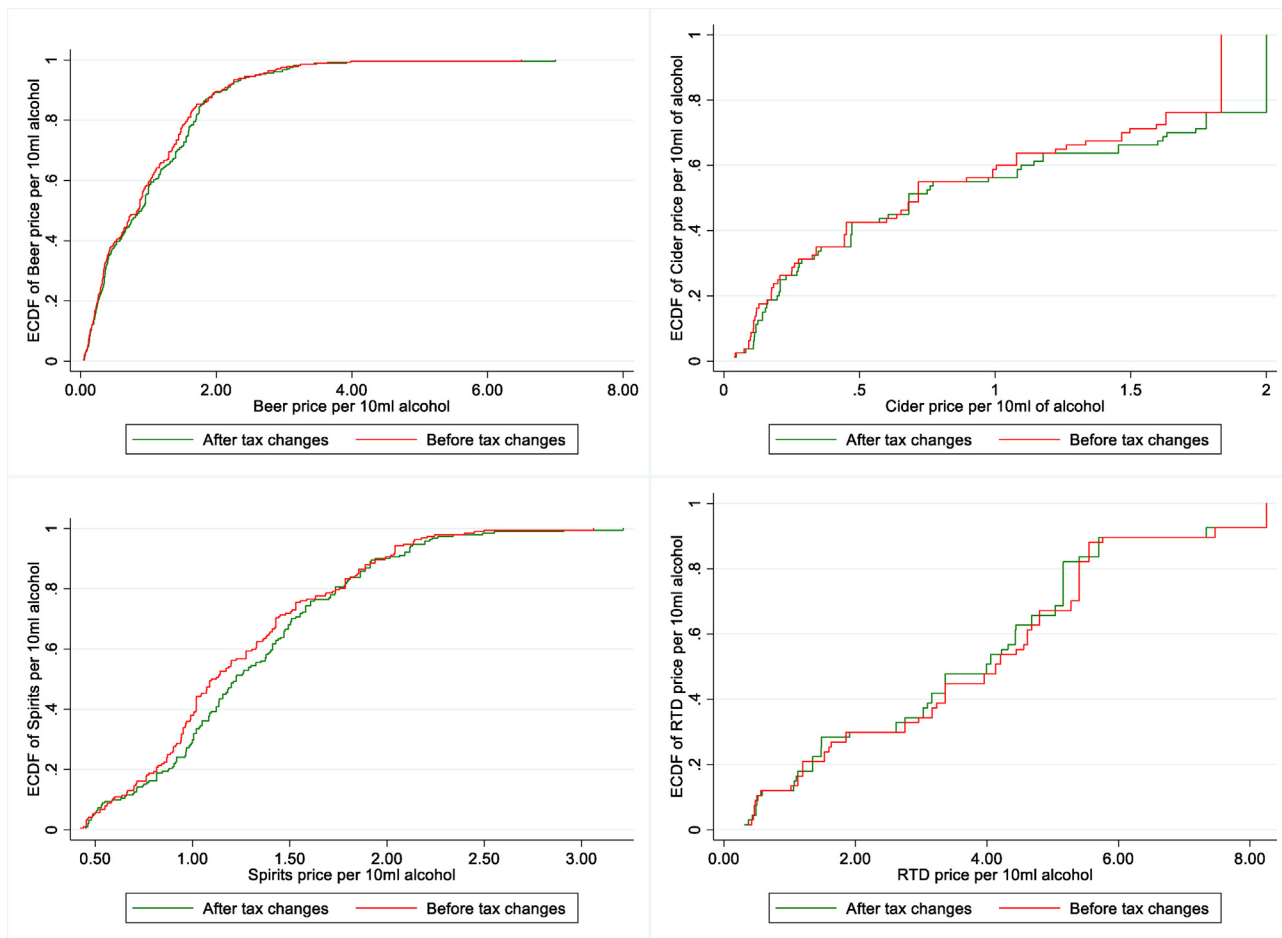 ECDF of Beer price per 10ml alcohol
1
.8
.6
.4
.2
0
0.00 2.00 4.00 6.00 8.00
Beer price per 10ml alcohol
After tax changes Before tax changes
ECDF of Cider price per 10ml of alcohol
1
.8
.6
.4
.2
0
0 .5 1 1.5 2
Cider price per 10ml of alcohol
After tax changes Before tax changes
ECDF of Spirits per 10ml alcohol
1
.8
.6
.4
.2
0
0.50 1.00 1.50 2.00 2.50 3.00
Spirits price per 10ml alcohol
After tax changes Before tax changes
ECDF of RTD price per 10ml alcohol
1
.8
.6
.4
.2
0
0.00 2.00 4.00 6.00 8.00
RTD price per 10ml alcohol
After tax changes Before tax changes